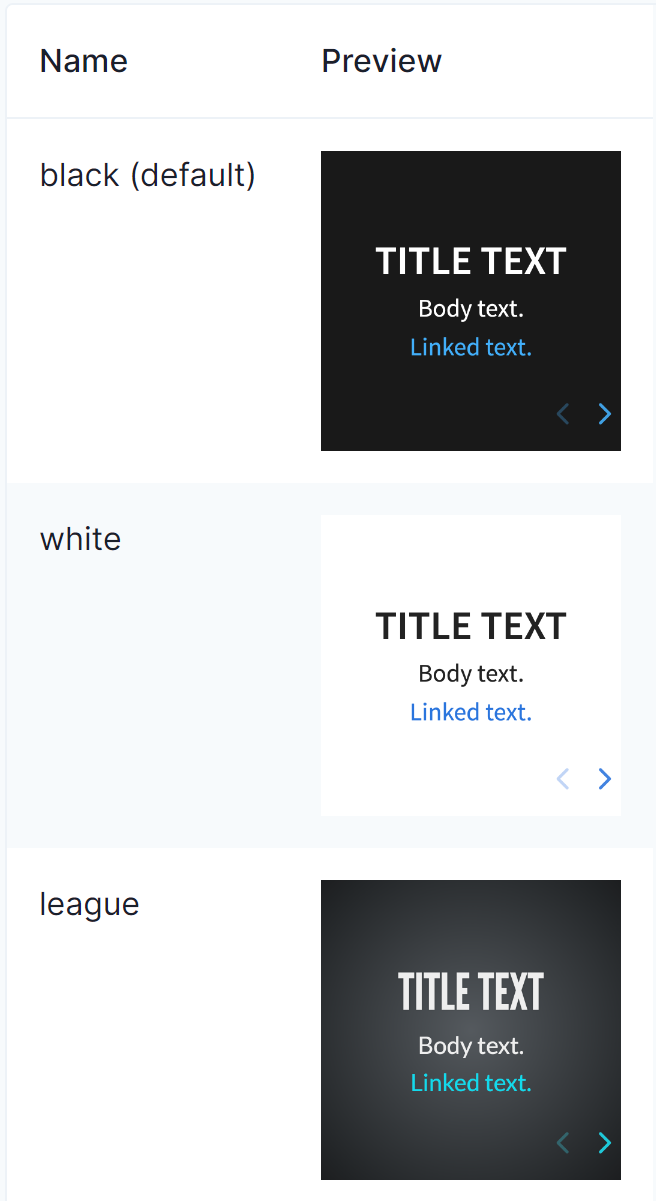 Name Preview
black (default)
TITLE TEXT
Body text.
Linked text.
white
TITLE TEXT
Body text.
Linked text.
league
TITLE TEXT
Body text.
Linked text.